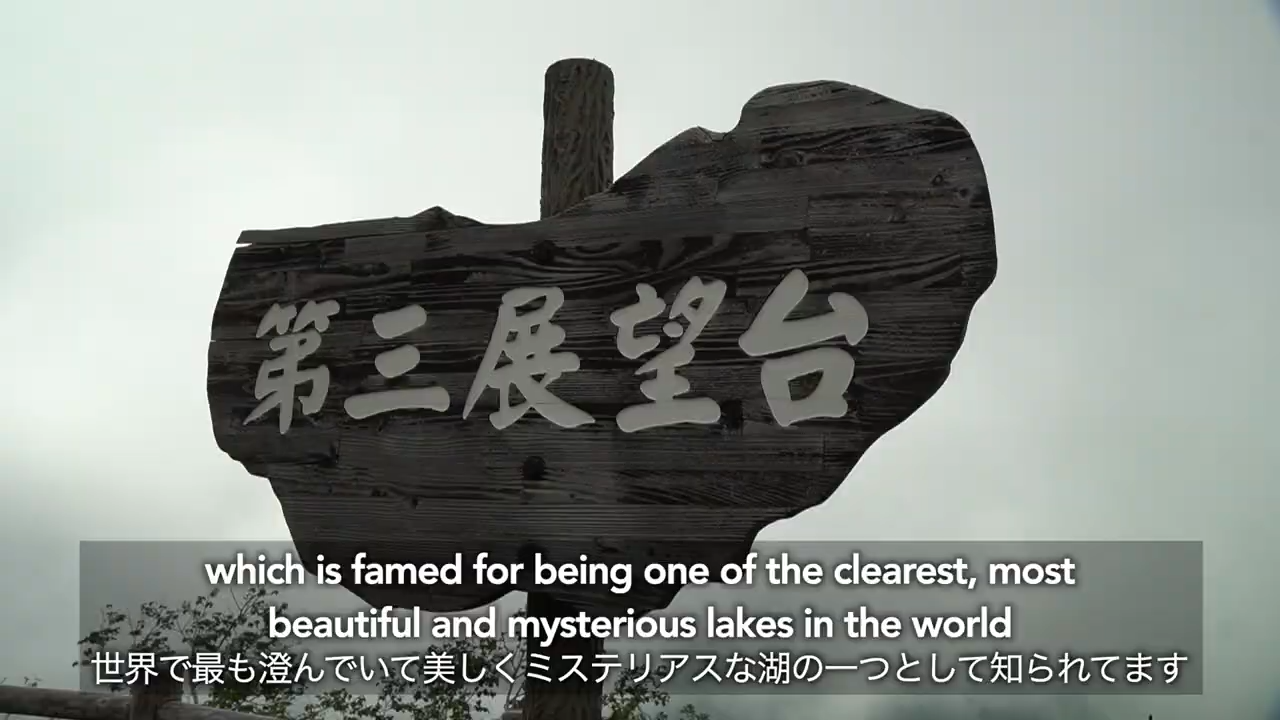 第三展望台
which is famed for being one of the clearest, most
beautiful and mysterious lakes in the world
世界で最も澄んでいて美しくミステリアスな湖の一つとして知られてます